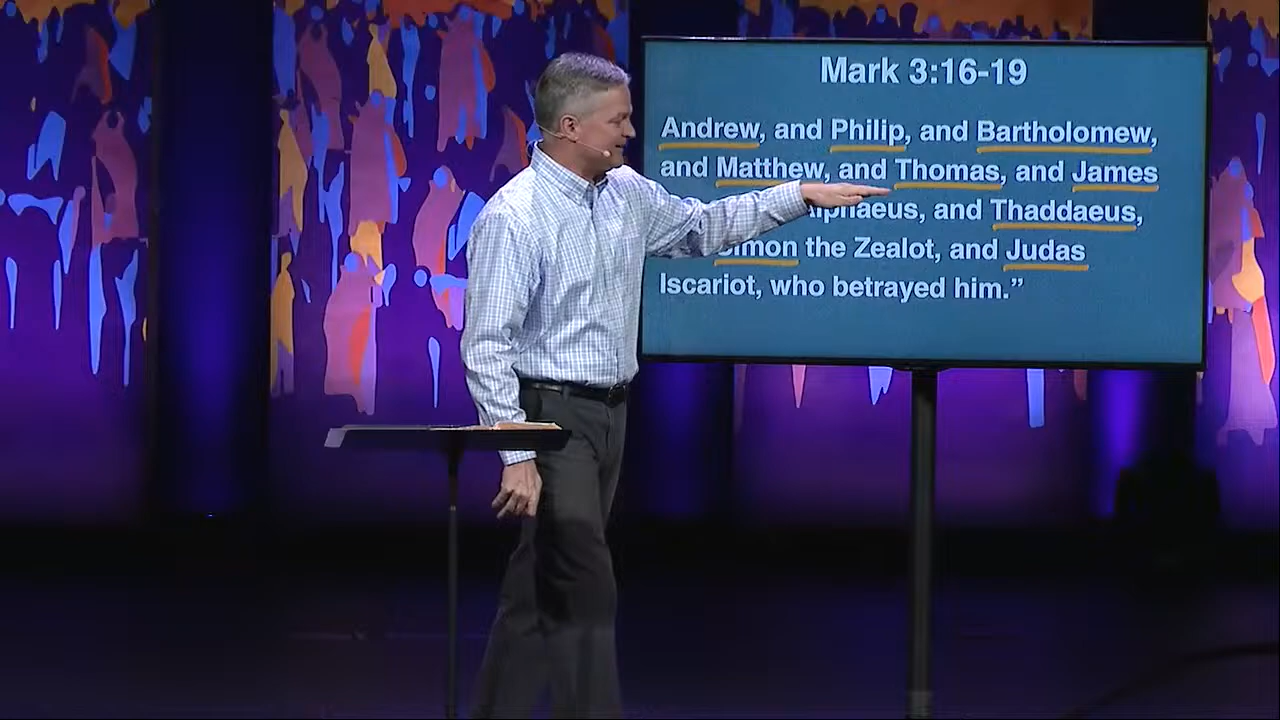 Mark 3:16-19
Andrew, and Philip, and Bartholomew,
and Matthew, and Thomas, and James
Alphaeus, and Thaddaeus,
Simon the Zealot, and Judas
Iscariot, who betrayed him.”